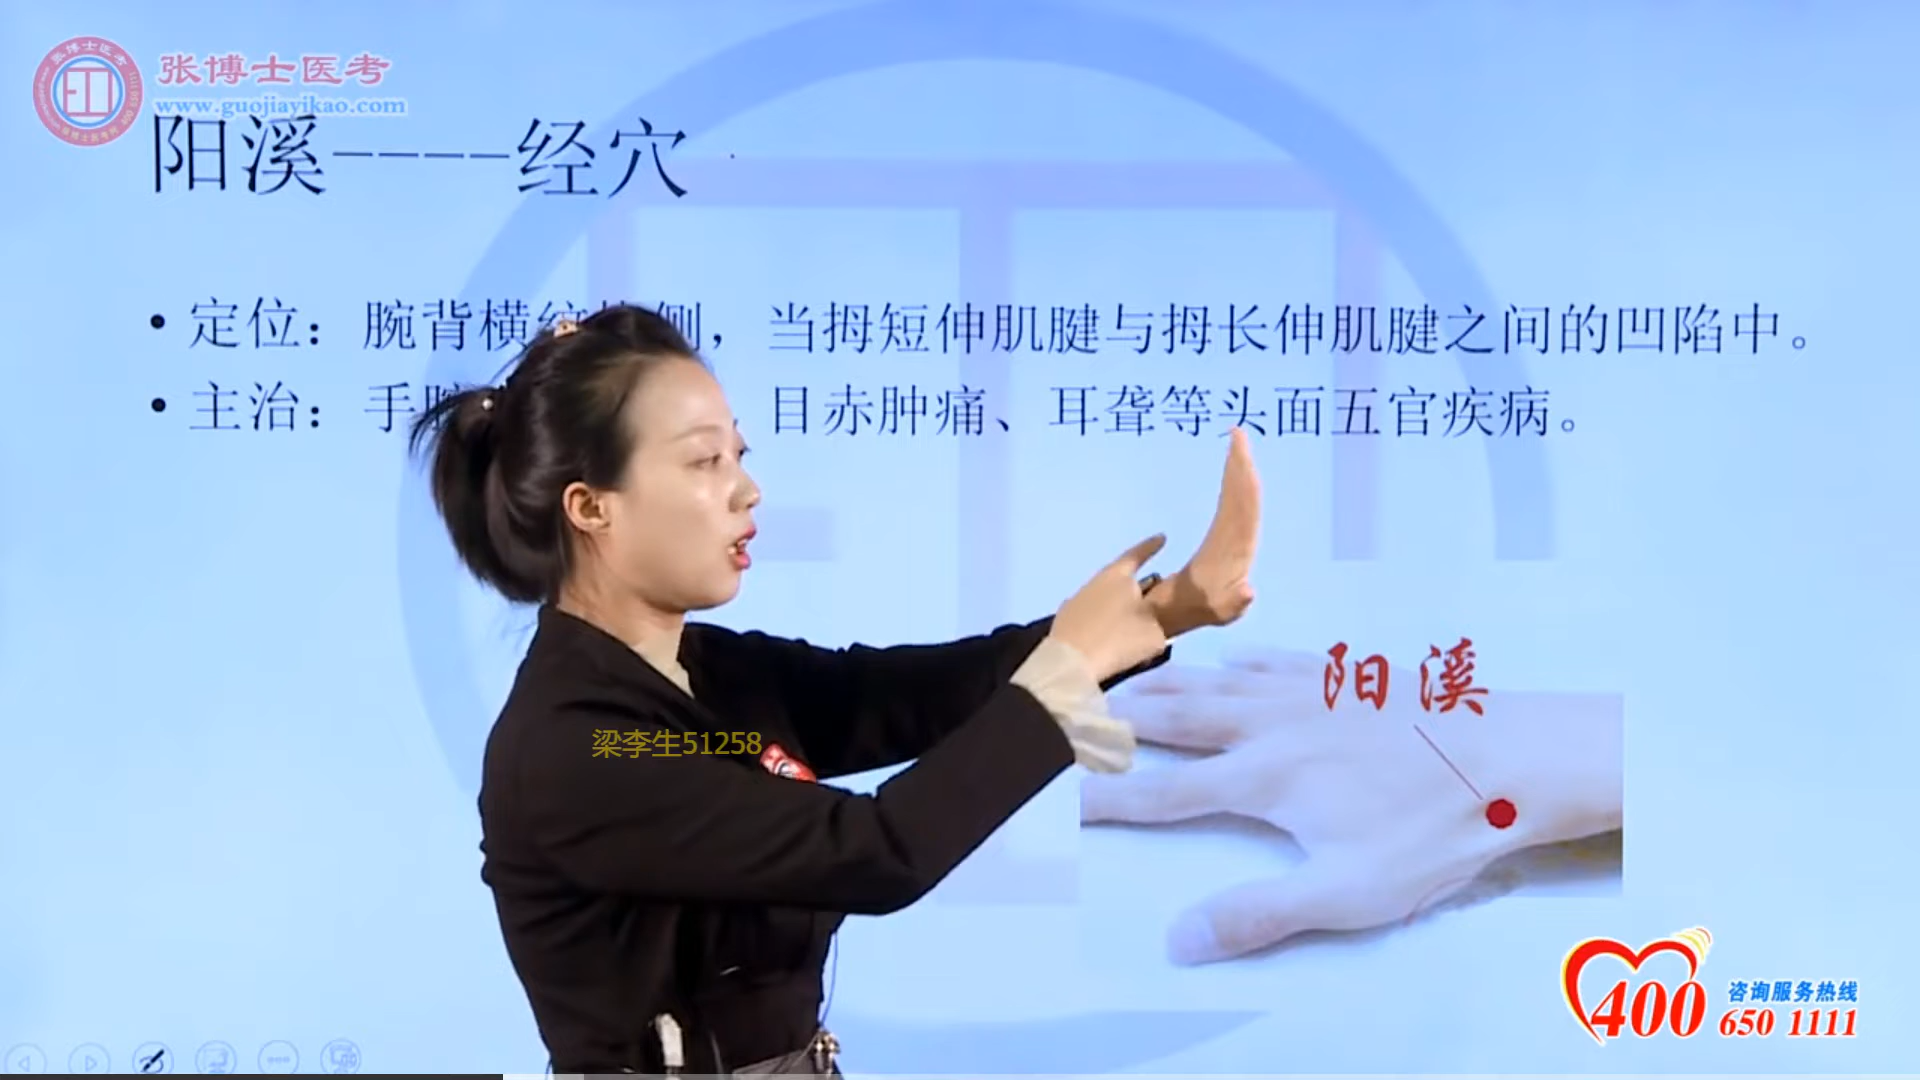 张博士医考
www.guojiayikao.com
阳溪----经穴
• 定位：腕背横纹 侧，当拇短伸肌腱与拇长伸肌腱之间的凹陷中。
• 主治：手腕 目赤肿痛、耳聋等头面五官疾病。
阳溪
梁李生51258
400 咨询服务热线
650 1111